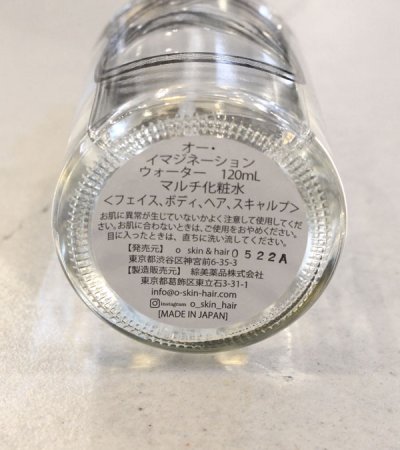 オー・
イマジネーション
ウォーター 120mL
マルチ化粧水
<フェイス、ボディ、ヘア、スキャルプ>
お肌に異常が生じていないかよく注意して使用してくだ
さい。お肌に合わないときは、ご使用をおやめください。
目に入ったときは、直ちに洗い流してください。
【発売元】 o skin & hair 0522A
東京都渋谷区神宮前6-35-3
【製造販売元】 綜美薬品株式会社
東京都葛飾区東立石3-31-1
info@o-skin-hair.com
Instagram o_skin_hair
[MADE IN JAPAN]